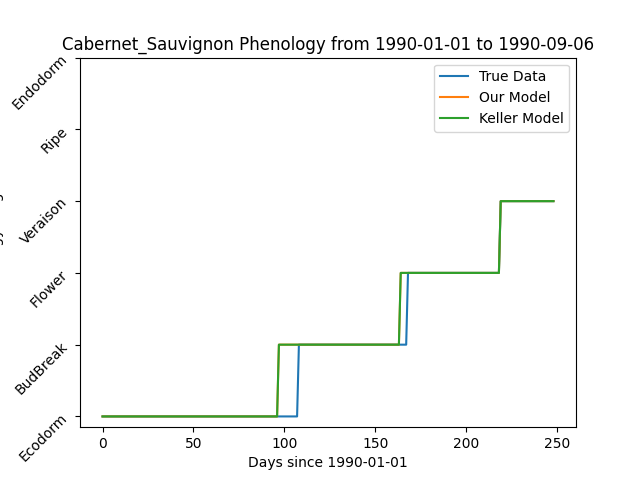 Cabernet_Sauvignon Phenology from 1990-01-01 to 1990-09-06
True Data
Our Model
Keller Model
Endodorm
Ripe
Veraison
Flower
BudBreak
Ecodorm
0 50 100 150 200 250
Days since 1990-01-01